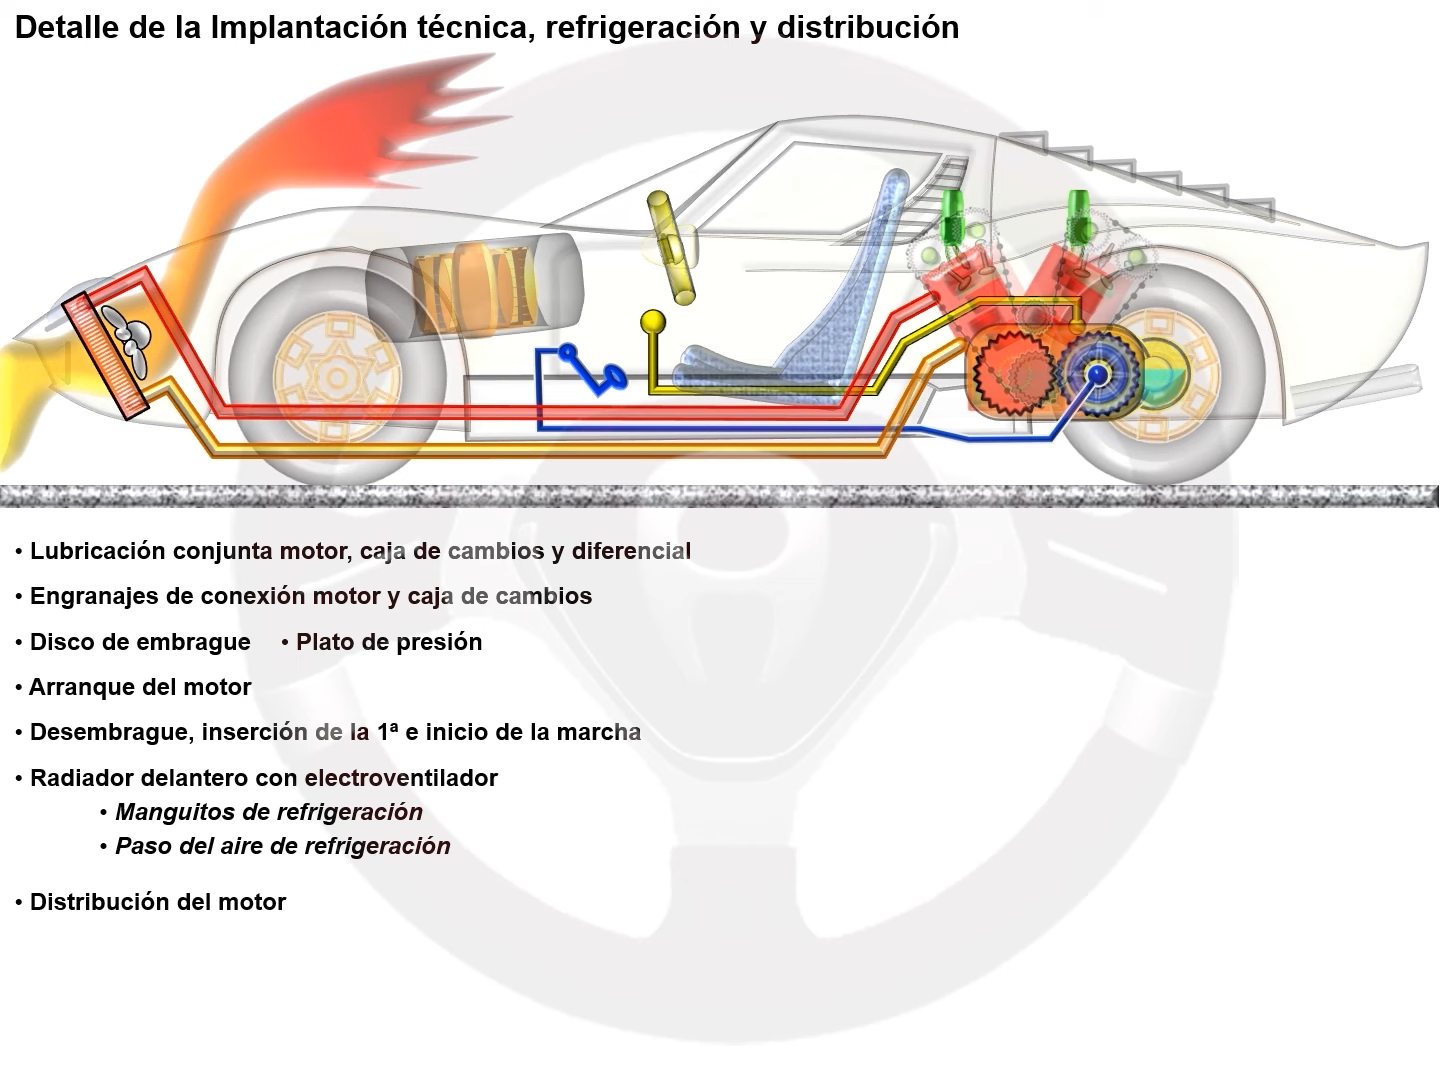 Detalle de la Implantación técnica, refrigeración y distribución
• Lubricación conjunta motor, caja de cambios y diferencial
• Engranajes de conexión motor y caja de cambios
• Disco de embrague • Plato de presión
• Arranque del motor
• Desembrague, inserción de la 1ª e inicio de la marcha
• Radiador delantero con electroventilador
• Manguitos de refrigeración
• Paso del aire de refrigeración
• Distribución del motor